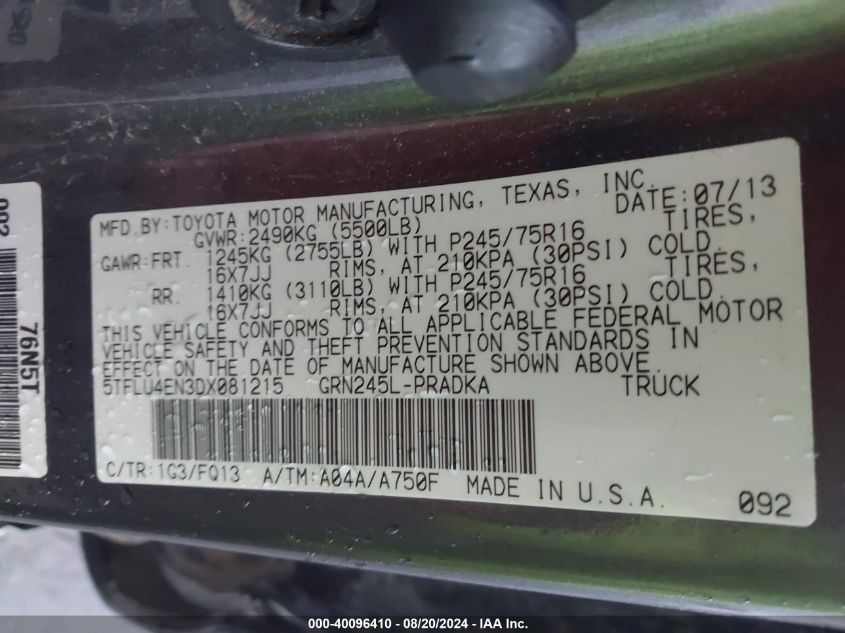 MFD.BY:TOYOTA MOTOR MANUFACTURING, TEXAS, INC.
DATE:07/13
GVWR:2490KG (5500LB)
GAWR:FRT. 1245KG (2755LB) WITH P245/75R16 TIRES,
16X7JJ RIMS, AT 210KPA (30PSI) COLD.
RR. 1410KG (3110LB) WITH P245/75R16 TIRES,
16X7JJ RIMS, AT 210KPA (30PSI) COLD.
THIS VEHICLE CONFORMS TO ALL APPLICABLE FEDERAL MOTOR
VEHICLE SAFETY AND THEFT PREVENTION STANDARDS IN
EFFECT ON THE DATE OF MANUFACTURE SHOWN ABOVE.
5TFLU4EN3DX081215 GRN245L-PRADKA TRUCK
C/TR:1G3/FQ13 A/TM:A04A/A750F MADE IN U.S.A.
092
76N5T
000-40096410 / 08/20/2024 - IAA Inc.